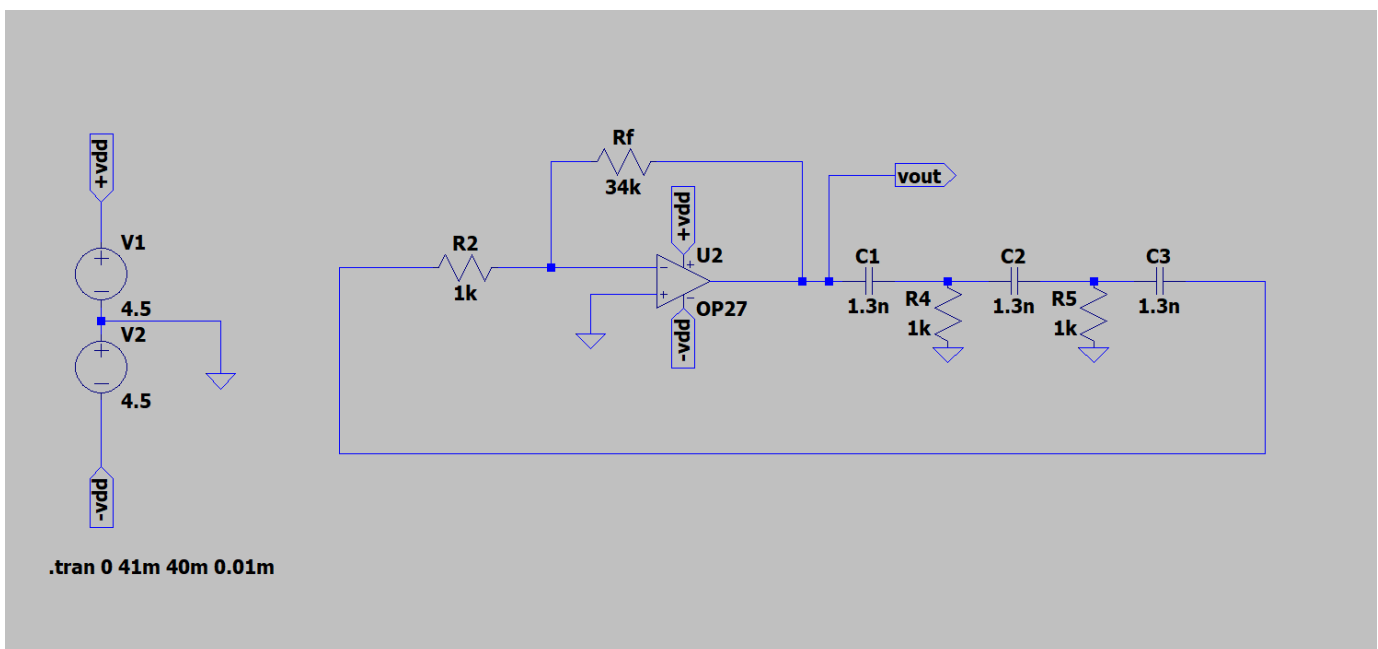 +vdd
V1
4.5
V2
4.5
-vdd
.tran 0 41m 40m 0.01m
R2
1k
Rf
34k
+vdd
U2
OP27
-vdd
vout
C1
1.3n
R4
1k
C2
1.3n
R5
1k
C3
1.3n